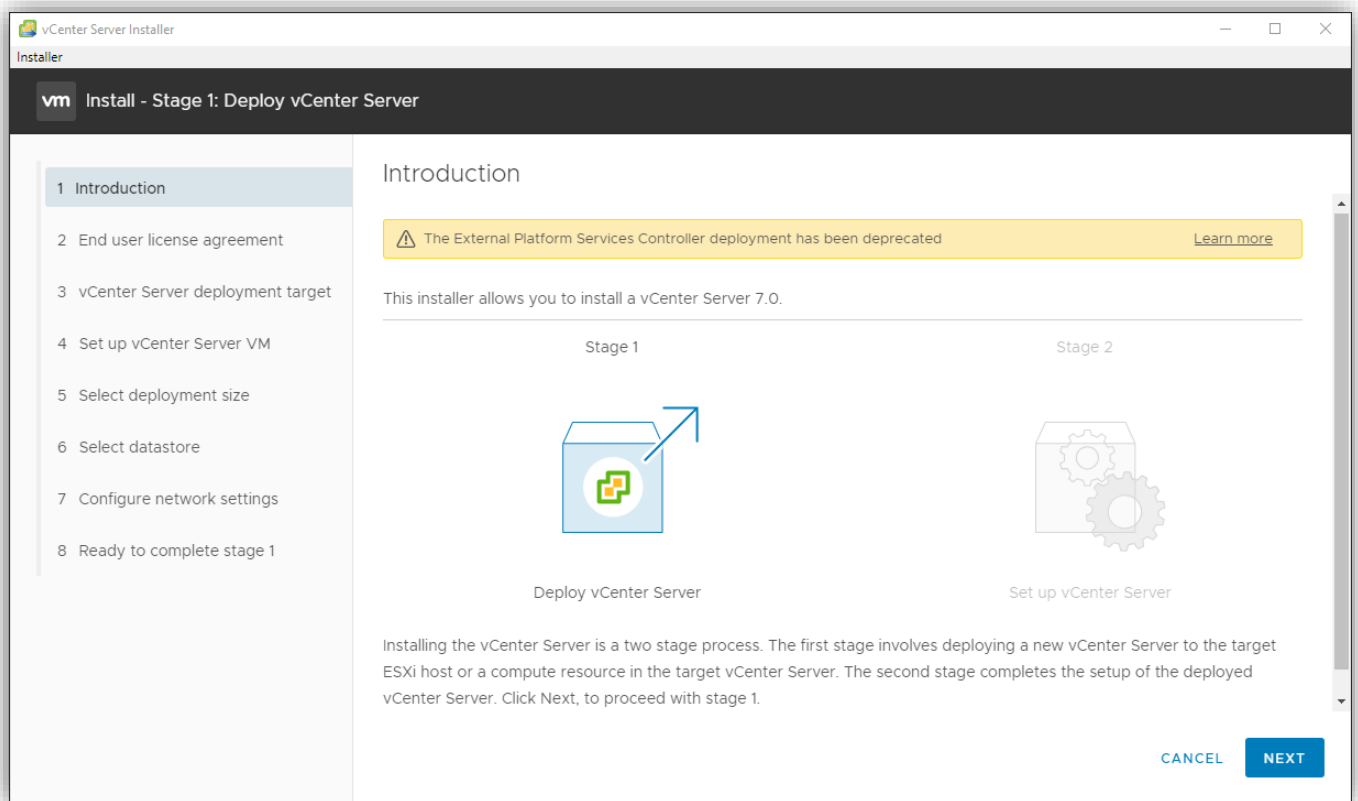 vCenter Server Installer
Installer
vm Install - Stage 1: Deploy vCenter Server
1 Introduction
2 End user license agreement
3 vCenter Server deployment target
4 Set up vCenter Server VM
5 Select deployment size
6 Select datastore
7 Configure network settings
8 Ready to complete stage 1
Introduction
The External Platform Services Controller deployment has been deprecated Learn more
This installer allows you to install a vCenter Server 7.0.
Stage 1
Deploy vCenter Server
Stage 2
Set up vCenter Server
Installing the vCenter Server is a two stage process. The first stage involves deploying a new vCenter Server to the target
ESXi host or a compute resource in the target vCenter Server. The second stage completes the setup of the deployed
vCenter Server. Click Next, to proceed with stage 1.
CANCEL NEXT